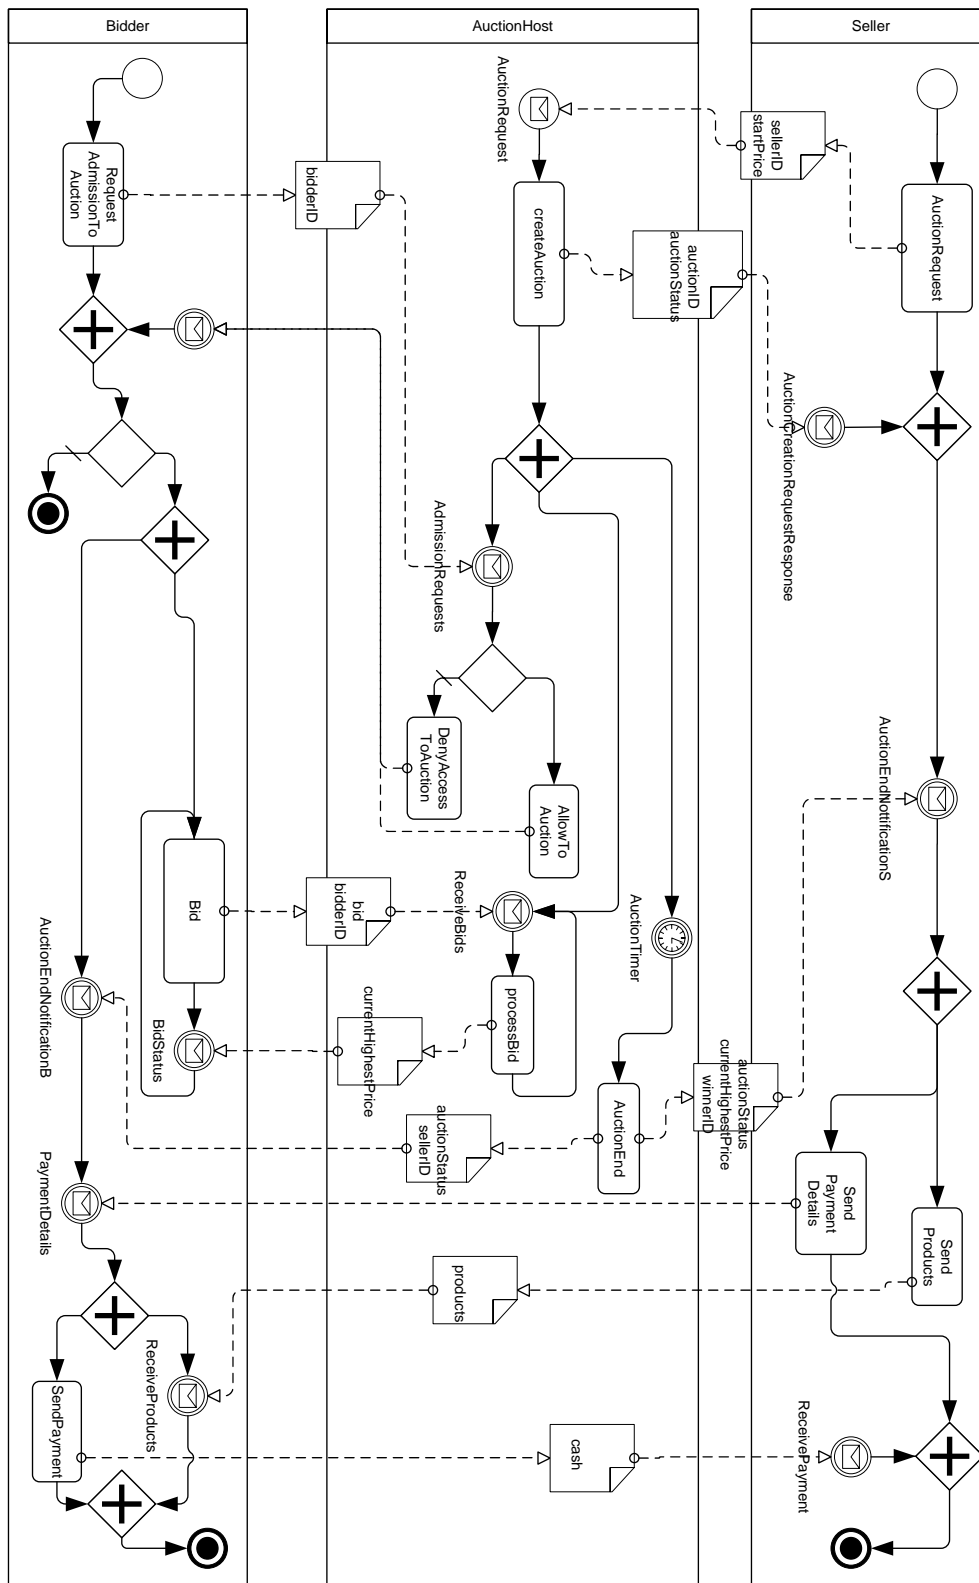 Bidder
AuctionHost
Seller
AuctionRequest
sellerID
startPrice
AuctionRequest
Request
AdmissionTo
Auction
bidderID
createAuction
auctionID
auctionStatus
AuctionCreationRequestResponse
AdmissionRequests
DenyAccess
ToAuction
AllowTo
Auction
AuctionEndNottificationS
Bid
bid
bidderID
ReceiveBids
AuctionTimer
AuctionEndNotificationB
BidStatus
currentHighestPrice
processBid
AuctionEnd
auctionStatus
currentHighestPrice
winnerID
auctionStatus
sellerID
PaymentDetails
Send
Payment
Details
Send
Products
products
ReceiveProducts
SendPayment
cash
ReceivePayment